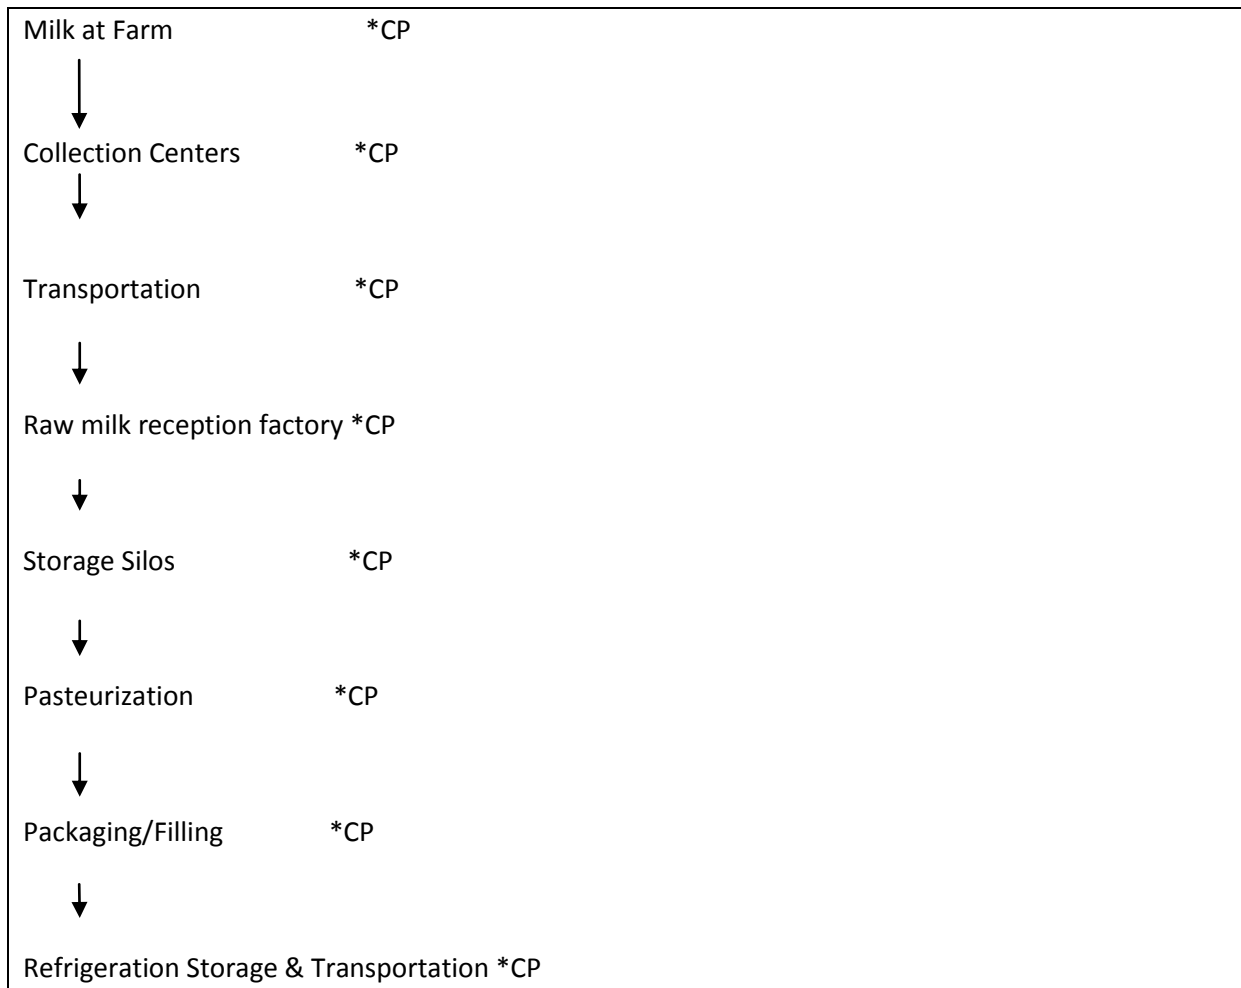 Milk at Farm *CP
Collection Centers *CP
Transportation *CP
Raw milk reception factory *CP
Storage Silos *CP
Pasteurization *CP
Packaging/Filling *CP
Refrigeration Storage & Transportation *CP